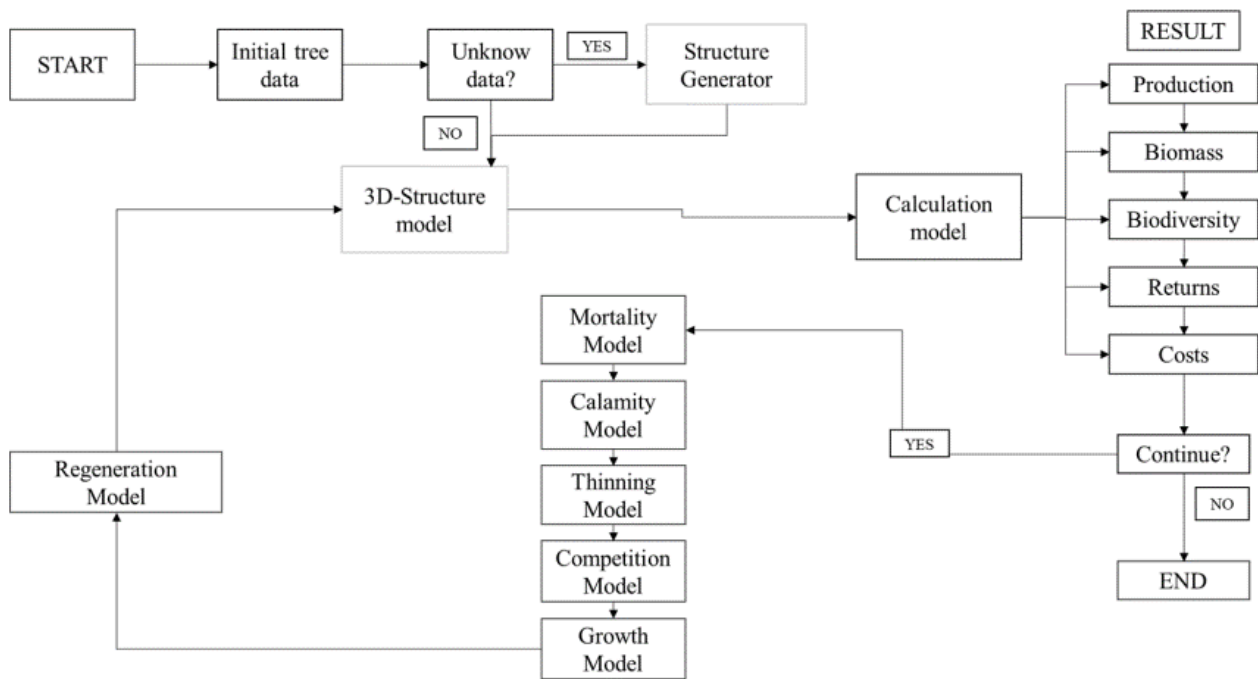 START
Initial tree
data
Unknow
data?
YES
Structure
Generator
RESULT
NO
3D-Structure
model
Calculation
model
Production
Biomass
Biodiversity
Returns
Costs
Mortality
Model
Calamity
Model
Thinning
Model
Competition
Model
Growth
Model
Regeneration
Model
YES
Continue?
NO
END